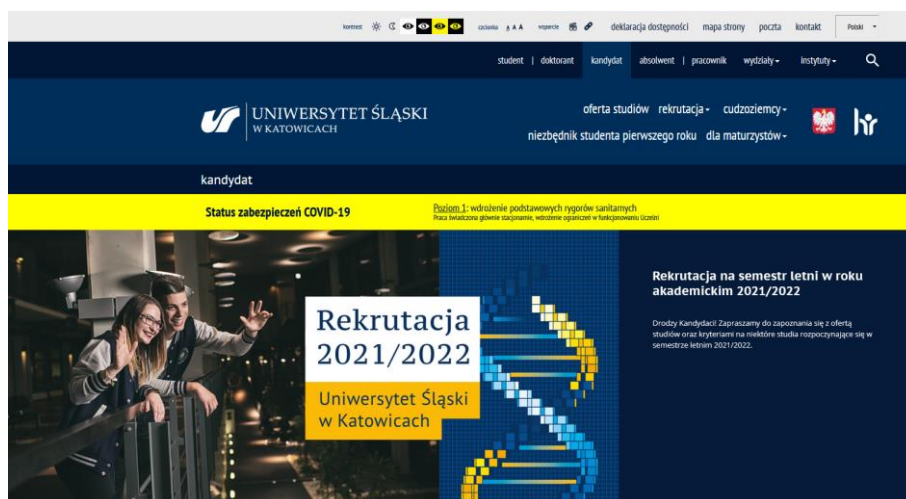 kontrast
czcionka A A A
wsparcie
deklaracja dostępności mapa strony poczta kontakt Polski
student | doktorant kandydat absolwent | pracownik wydziały instytuty
UNIWERSYTET ŚLĄSKI
W KATOWICACH
oferta studiów rekrutacja cudzoziemcy
niezbędnik studenta pierwszego roku dla maturzystów
hr
kandydat
Status zabezpieczeń COVID-19
Poziom 1: wdrożenie podstawowych rygorów sanitarnych
Praca świadczona głównie stacjonarnie, wdrożenie ograniczeń w funkcjonowaniu Uczelni
Rekrutacja
2021/2022
Uniwersytet Śląski
w Katowicach
Rekrutacja na semestr letni w roku
akademickim 2021/2022
Drodzy Kandydaci! Zapraszamy do zapoznania się z ofertą
studiów oraz kryteriami na niektóre studia rozpoczynające się w
semestrze letnim 2021/2022.